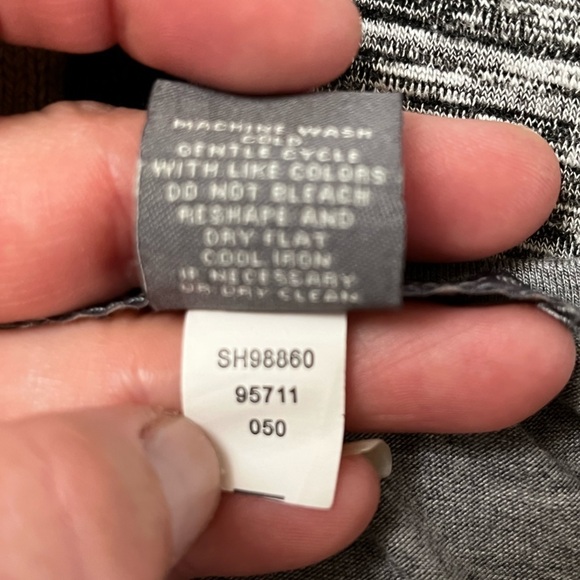 MACHINE WASH
COLD
GENTLE CYCLE
WITH LIKE COLORS
DO NOT BLEACH
RESHAPE AND
DRY FLAT
COOL IRON
IF NECESSARY
OR DRY CLEAN
SH98860
95711
050